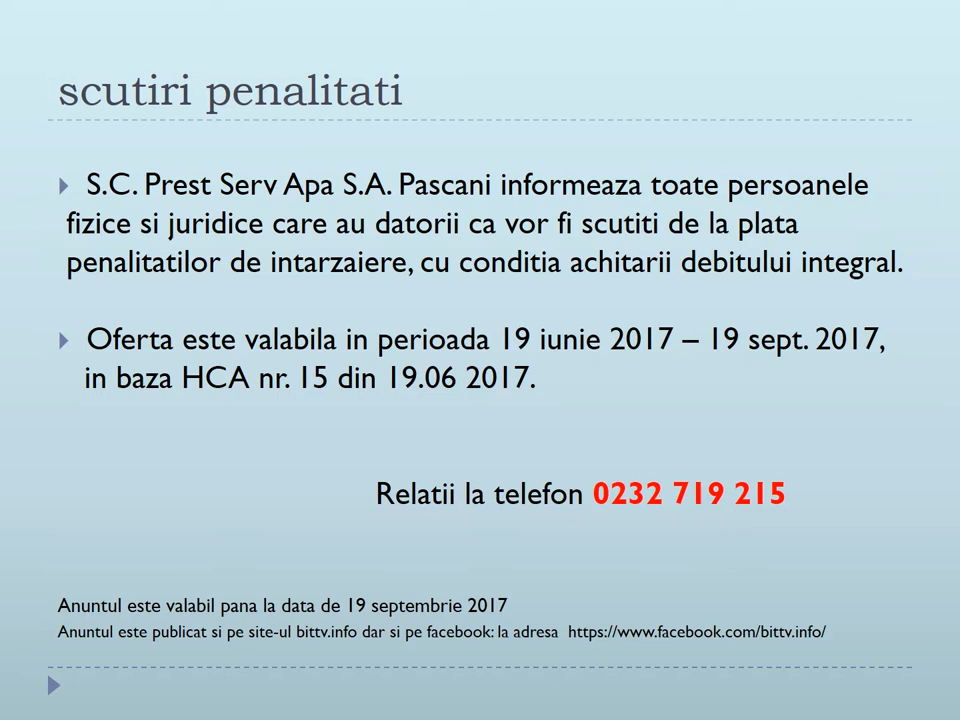 scutiri penalitati
S.C. Prest Serv Apa S.A. Pascani informeaza toate persoanele
fizice si juridice care au datorii ca vor fi scutiti de la plata
penalitatilor de intarzaiere, cu conditia achitarii debitului integral.
Oferta este valabila in perioada 19 iunie 2017 – 19 sept. 2017,
in baza HCA nr. 15 din 19.06 2017.
Relatii la telefon 0232 719 215
Anuntul este valabil pana la data de 19 septembrie 2017
Anuntul este publicat si pe site-ul bittv.info dar si pe facebook: la adresa https://www.facebook.com/bittv.info/